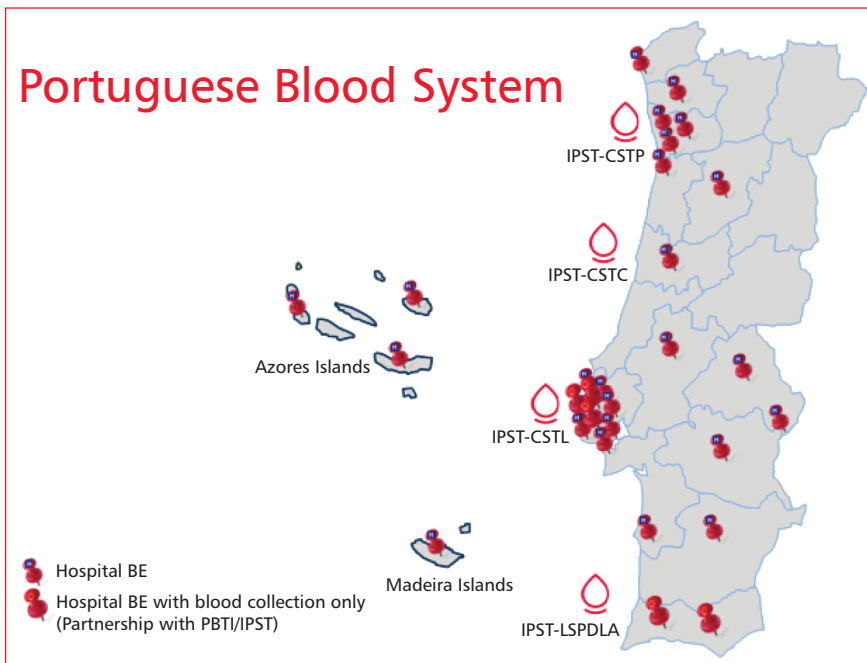 Portuguese Blood System
IPST-CSTP
IPST-CSTC
Azores Islands
IPST-CSTL
Madeira Islands
IPST-LSPDLA
Hospital BE
Hospital BE with blood collection only
(Partnership with PBTI/IPST)